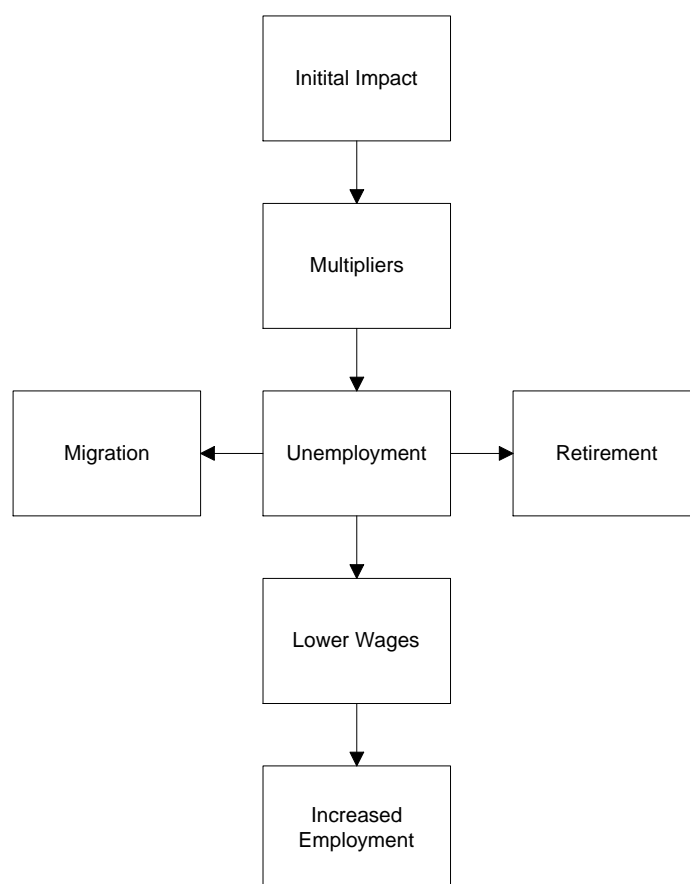 Initital Impact
Multipliers
Migration
Unemployment
Retirement
Lower Wages
Increased
Employment